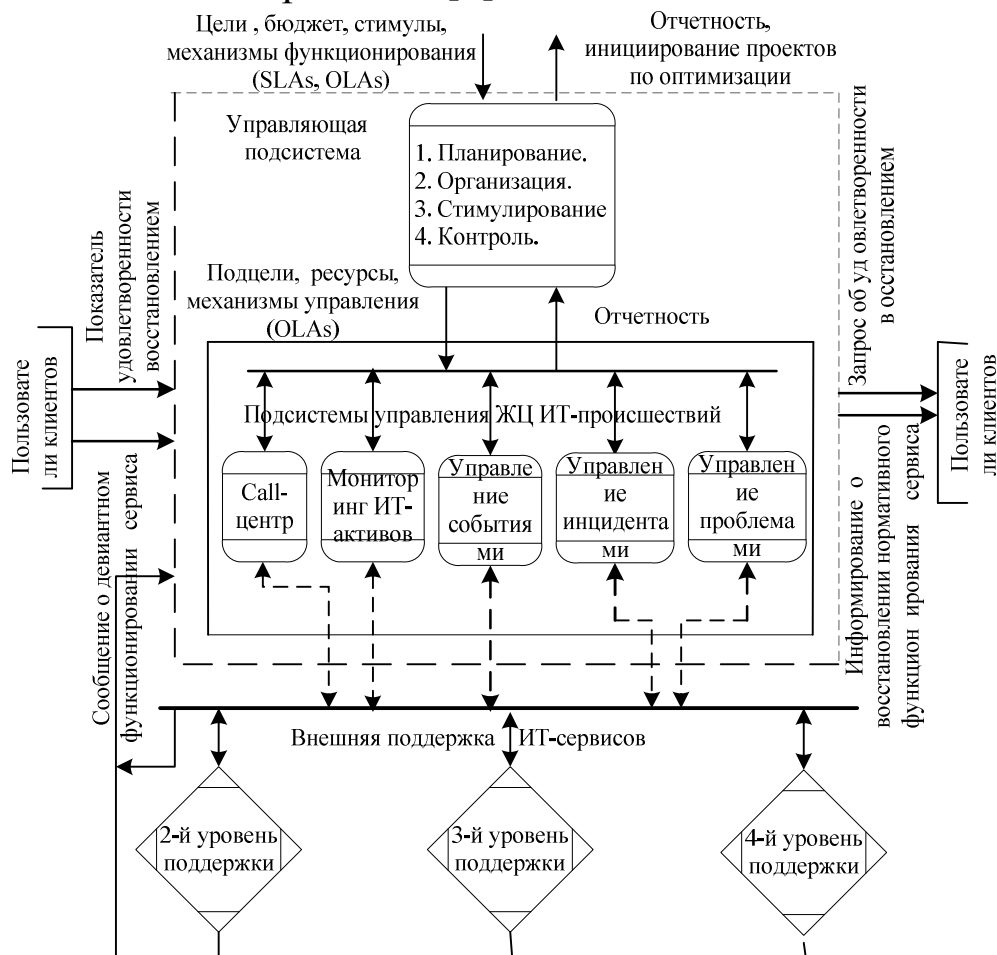 Цели , бюджет, стимулы,
механизмы функционирования
(SLAs, OLAs)
Отчетность,
инициирование проектов
по оптимизации
Управляющая
подсистема
1. Планирование.
2. Организация.
3. Стимулирование
4. Контроль.
Подцели, ресурсы,
механизмы управления
(OLAs)
Отчетность
Показатель
удовлетворенности
восстановлением
Запрос об уд овлетворенности
в осстановлением
Пользовате
ли клиентов
Пользовате
ли клиентов
Подсистемы управления ЖЦ ИТ-происшествий
Call-
центр
Монитор
инг ИТ-
активов
Управле
ние
события
ми
Управлен
ие
инцидента
ми
Управлен
ие
проблема
ми
Сообщение о девиантном
функционировании сервиса
Информирование о
восстановлении нормативного
функцион ирования сервиса
Внешняя поддержка ИТ-сервисов
2-й уровень
поддержки
3-й уровень
поддержки
4-й уровень
поддержки